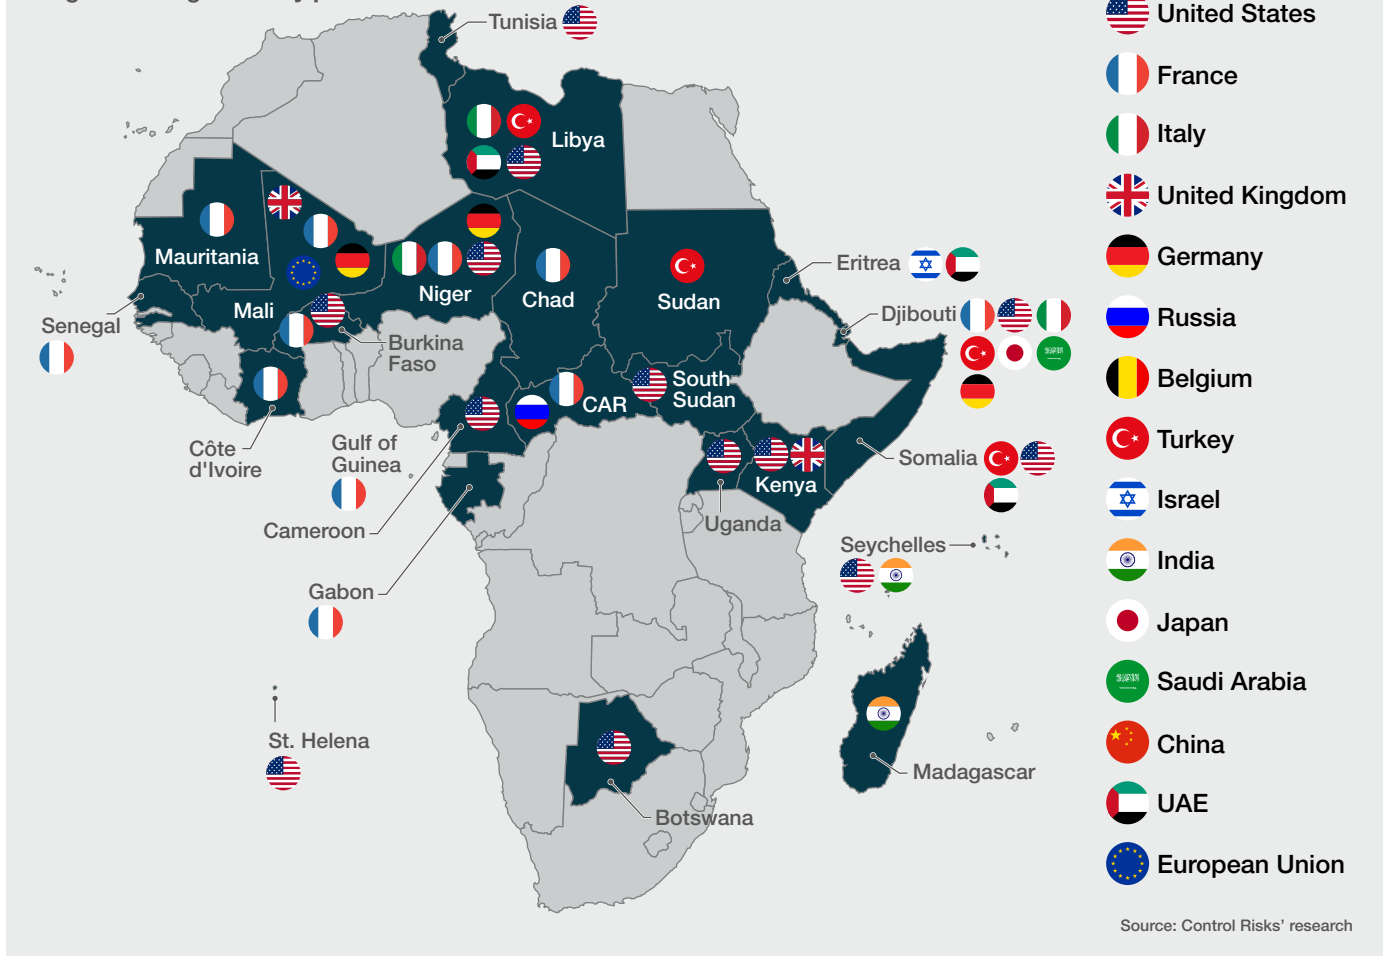 Tunisia
United States
France
Italy
United Kingdom
Germany
Russia
Belgium
Turkey
Israel
India
Japan
Saudi Arabia
China
UAE
European Union
Libya
Mauritania
Mali
Niger
Chad
Sudan
Eritrea
Djibouti
Senegal
Burkina
Faso
South
Sudan
CAR
Côte
d'Ivoire
Gulf of
Guinea
Cameroon
Gabon
Kenya
Uganda
Somalia
Seychelles
St. Helena
Botswana
Madagascar
Source: Control Risks' research